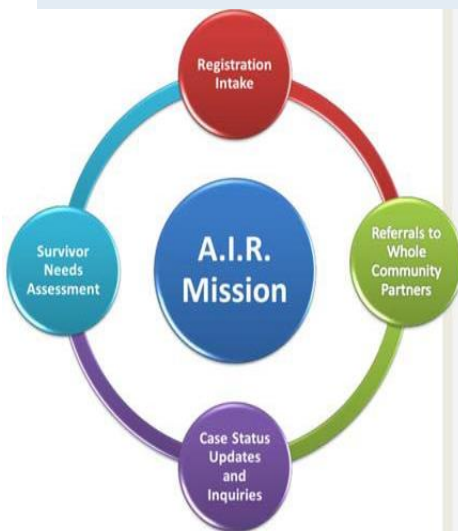 Registration
Intake
A.I.R.
Mission
Referrals to
Whole
Community
Partners
Survivor
Needs
Assessment
Case Status
Updates
and
Inquiries